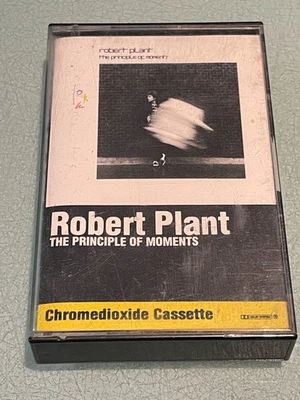 robert plant
the principle of moments
Robert Plant
THE PRINCIPLE OF MOMENTS
Chromedioxide Cassette